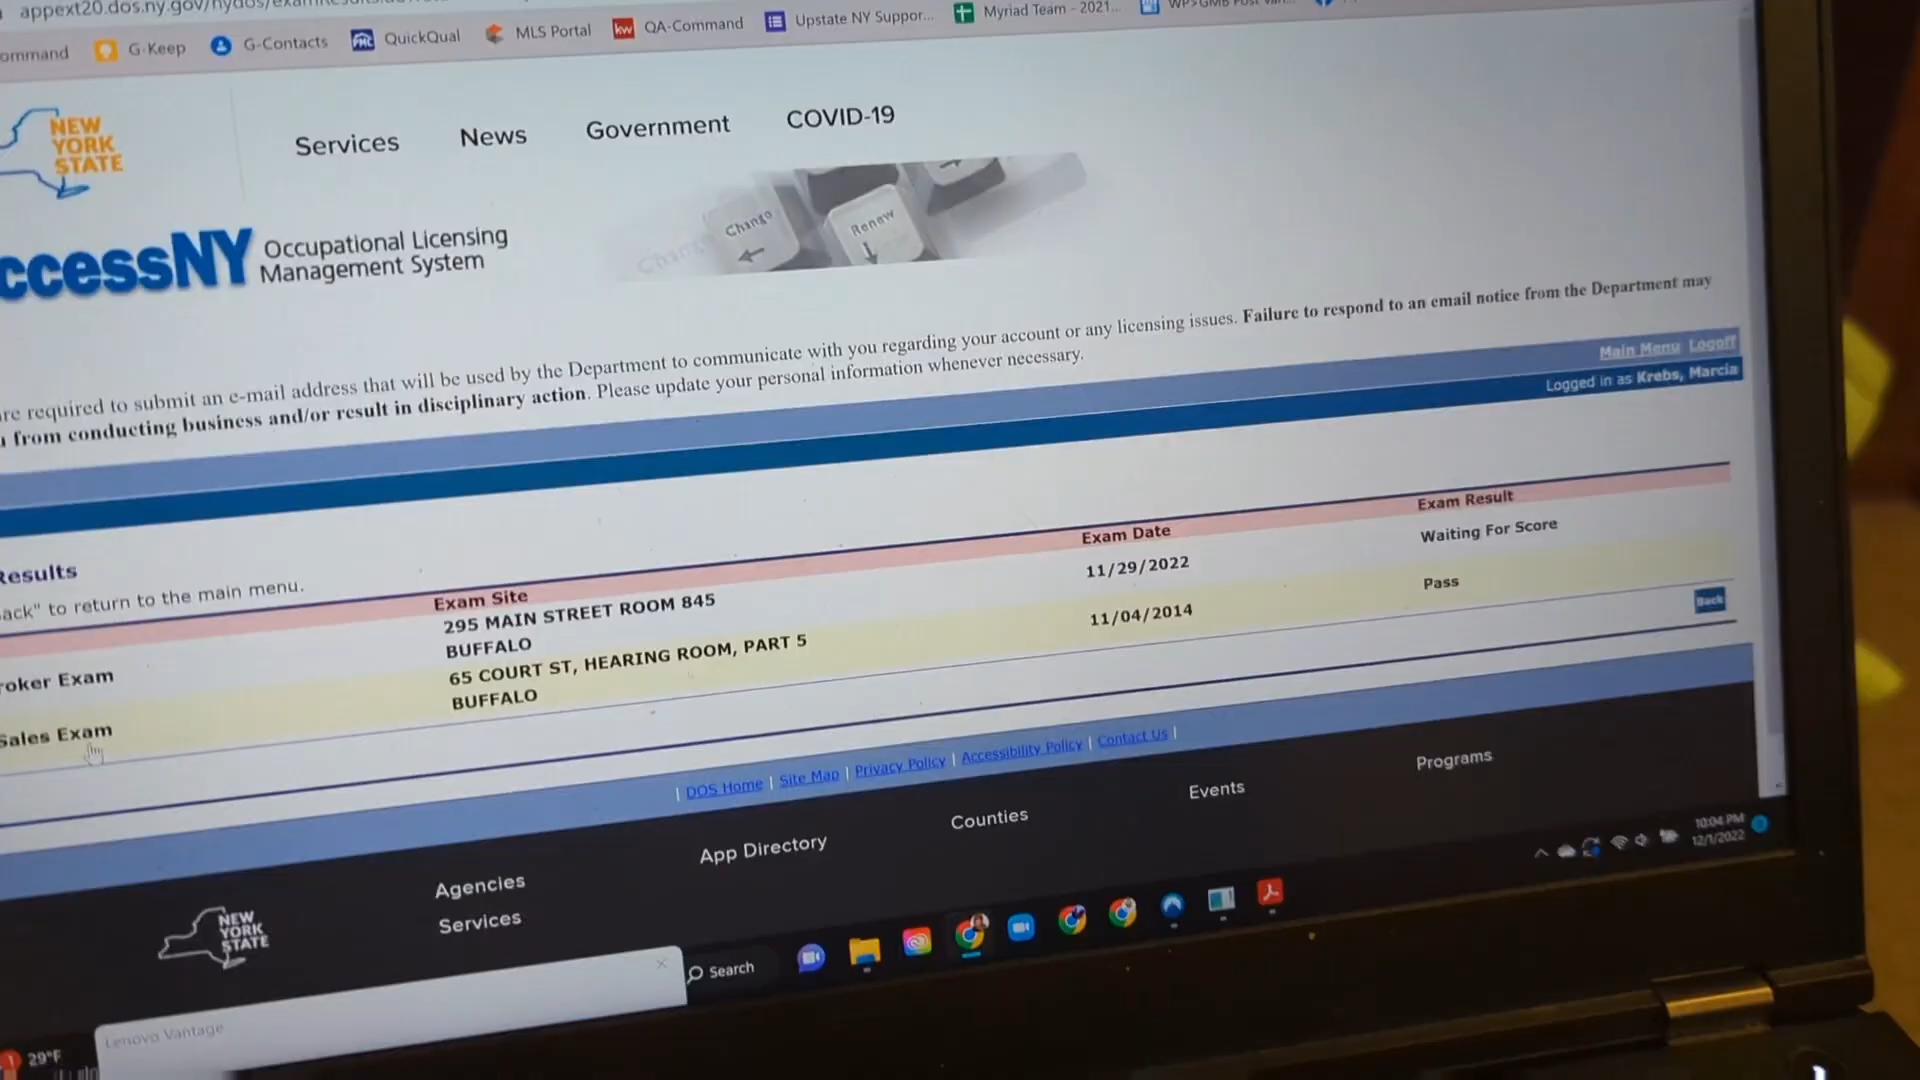 appext20.dos.ny.gov/nydos/examResults
ommand G-Keep G-Contacts QuickQual MLS Portal kw QA-Command Upstate NY Suppor... Myriad Team - 2021...
NEW
YORK
STATE
Services News Government COVID-19
Change Renew
ccessNY Occupational Licensing
Management System
re required to submit an e-mail address that will be used by the Department to communicate with you regarding your account or any licensing issues. Failure to respond to an email notice from the Department may
from conducting business and/or result in disciplinary action. Please update your personal information whenever necessary.
Main Menu Logoff
Logged in as Krebs, Marcia
Results
ack" to return to the main menu.
Exam Site Exam Date Exam Result
roker Exam 295 MAIN STREET ROOM 845 11/29/2022 Waiting For Score
BUFFALO
Sales Exam 65 COURT ST, HEARING ROOM, PART 5 11/04/2014 Pass
BUFFALO
Back
| DOS Home | Site Map | Privacy Policy | Accessibility Policy | Contact Us |
NEW
YORK
STATE
Agencies App Directory Counties Events Programs
Services
Lenovo Vantage
Search
10:04 PM
12/1/2022
29°F